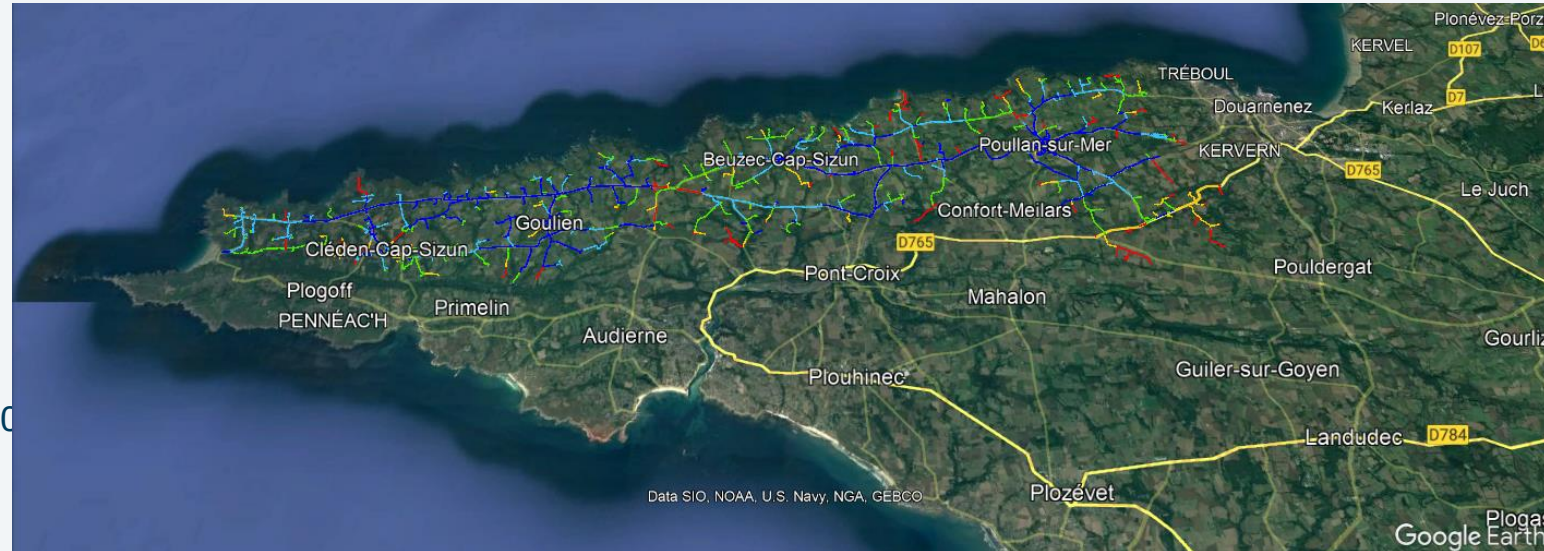 Plonévez-Porz
KERVEL
D107
TRÉBOUL
D7
Douarnenez
Kerlaz
Poullan-sur-Mer
KERVERN
Beuzec-Cap-Sizun
D765
Le Juch
Confort-Meilars
Goulien
D765
Cléden-Cap-Sizun
Pouldergat
Pont-Croix
Plogoff
Mahalon
Primelin
PENNÉAC'H
Audierne
Gourliz
Guiler-sur-Goyen
Plouhinec
Landudec
D784
Data SIO, NOAA, U.S. Navy, NGA, GEBCO
Plozévet
Plogas
Google Earth